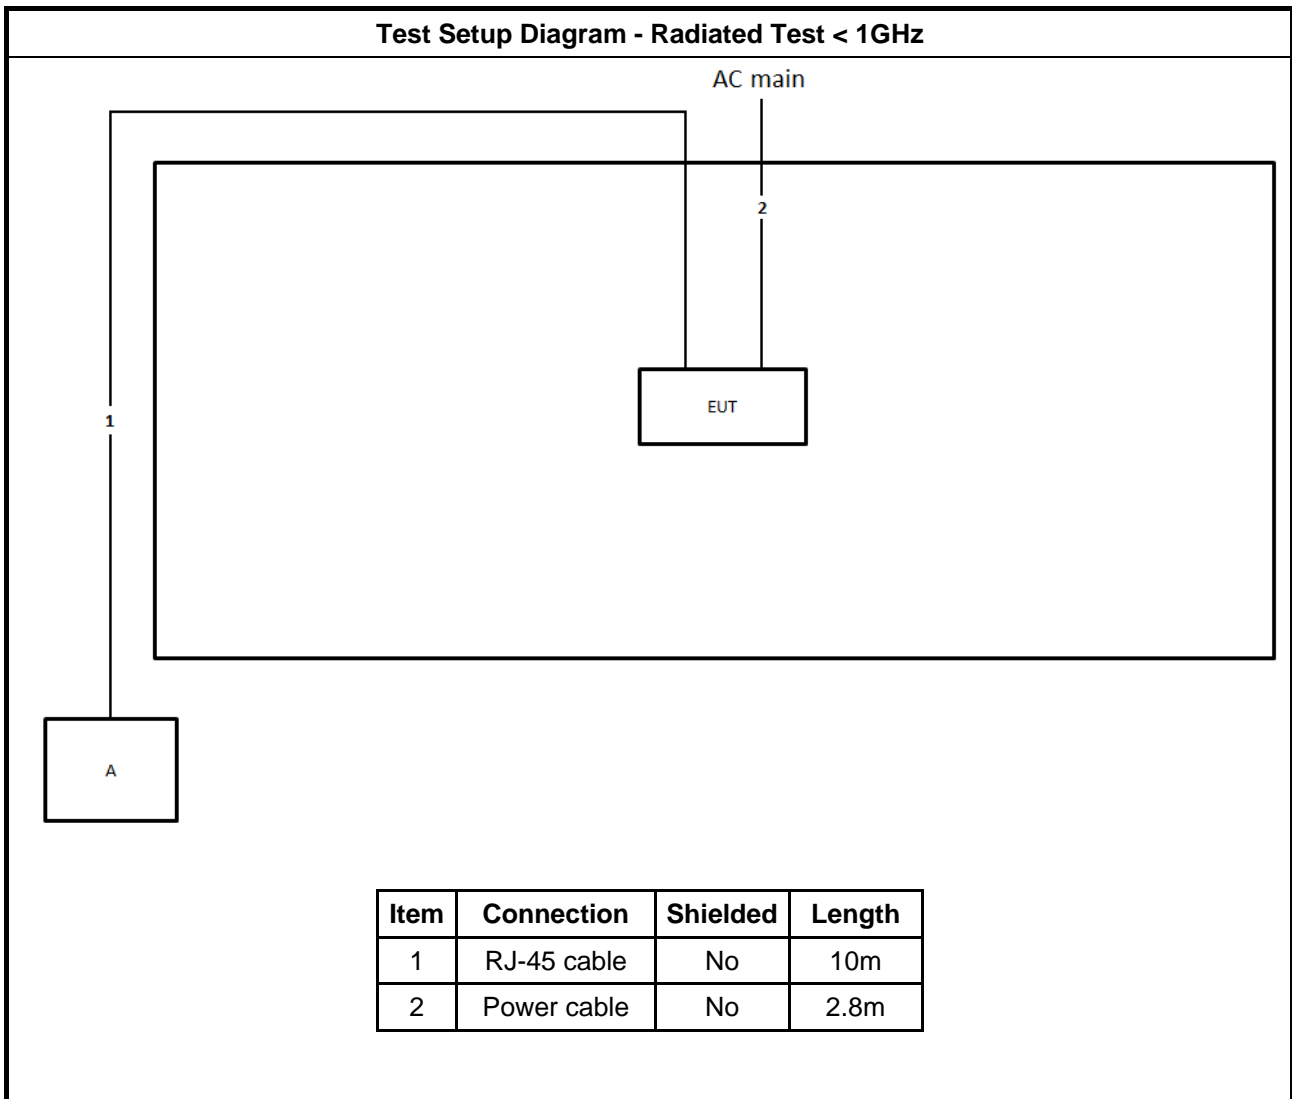 Test Setup Diagram - Radiated Test < 1GHz
AC main
2
EUT
1
A
Item Connection Shielded Length
1 RJ-45 cable No 10m
2 Power cable No 2.8m